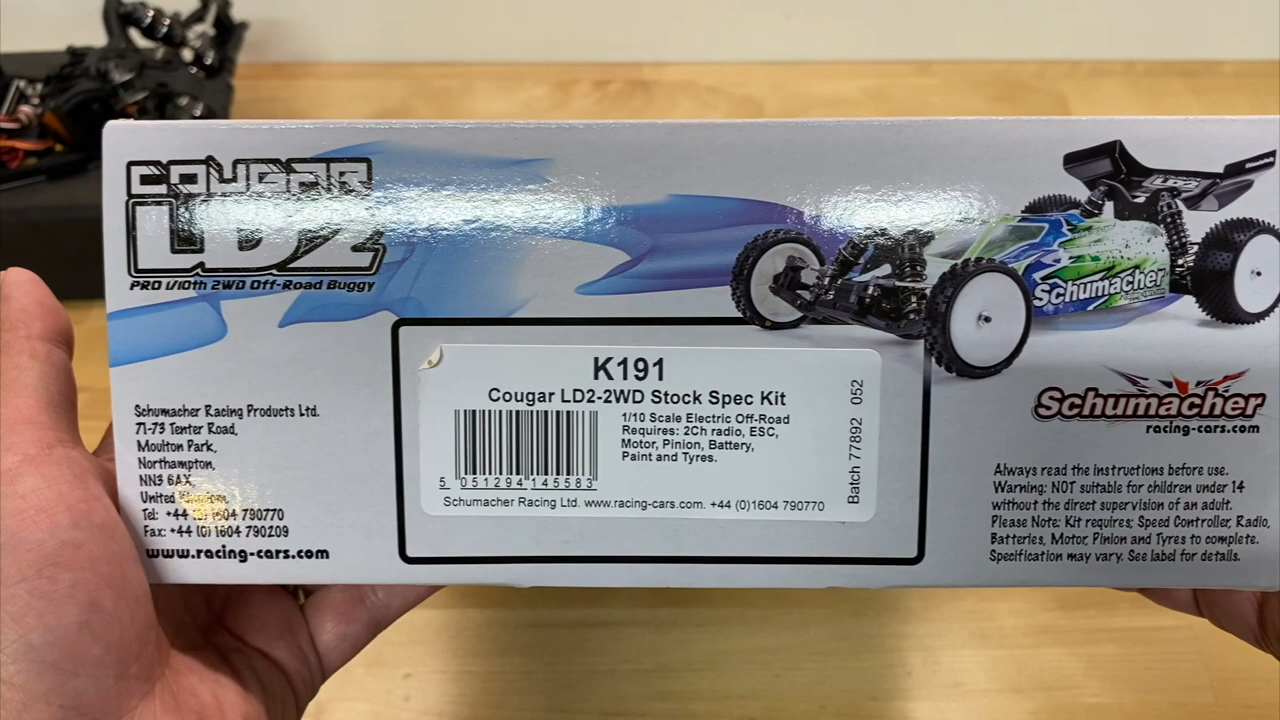 COUGAR
LD2
PRO 1/10th 2WD Off-Road Buggy
LD2
Schumacher
K191
Cougar LD2-2WD Stock Spec Kit
1/10 Scale Electric Off-Road
Requires: 2Ch radio, ESC,
Motor, Pinion, Battery,
Paint and Tyres.
5 051294 145583
Schumacher Racing Ltd. www.racing-cars.com. +44 (0)1604 790770
Batch 77892 052
Schumacher Racing Products Ltd.
71-73 Tenter Road,
Moulton Park,
Northampton,
NN3 6AX,
United Kingdom,
Tel: +44 (0) 1604 790770
Fax: +44 (0) 1604 790209
www.racing-cars.com
Schumacher
racing-cars.com
Always read the instructions before use.
Warning: NOT suitable for children under 14
without the direct supervision of an adult.
Please Note: Kit requires; Speed Controller, Radio,
Batteries, Motor, Pinion and Tyres to complete.
Specification may vary. See label for details.